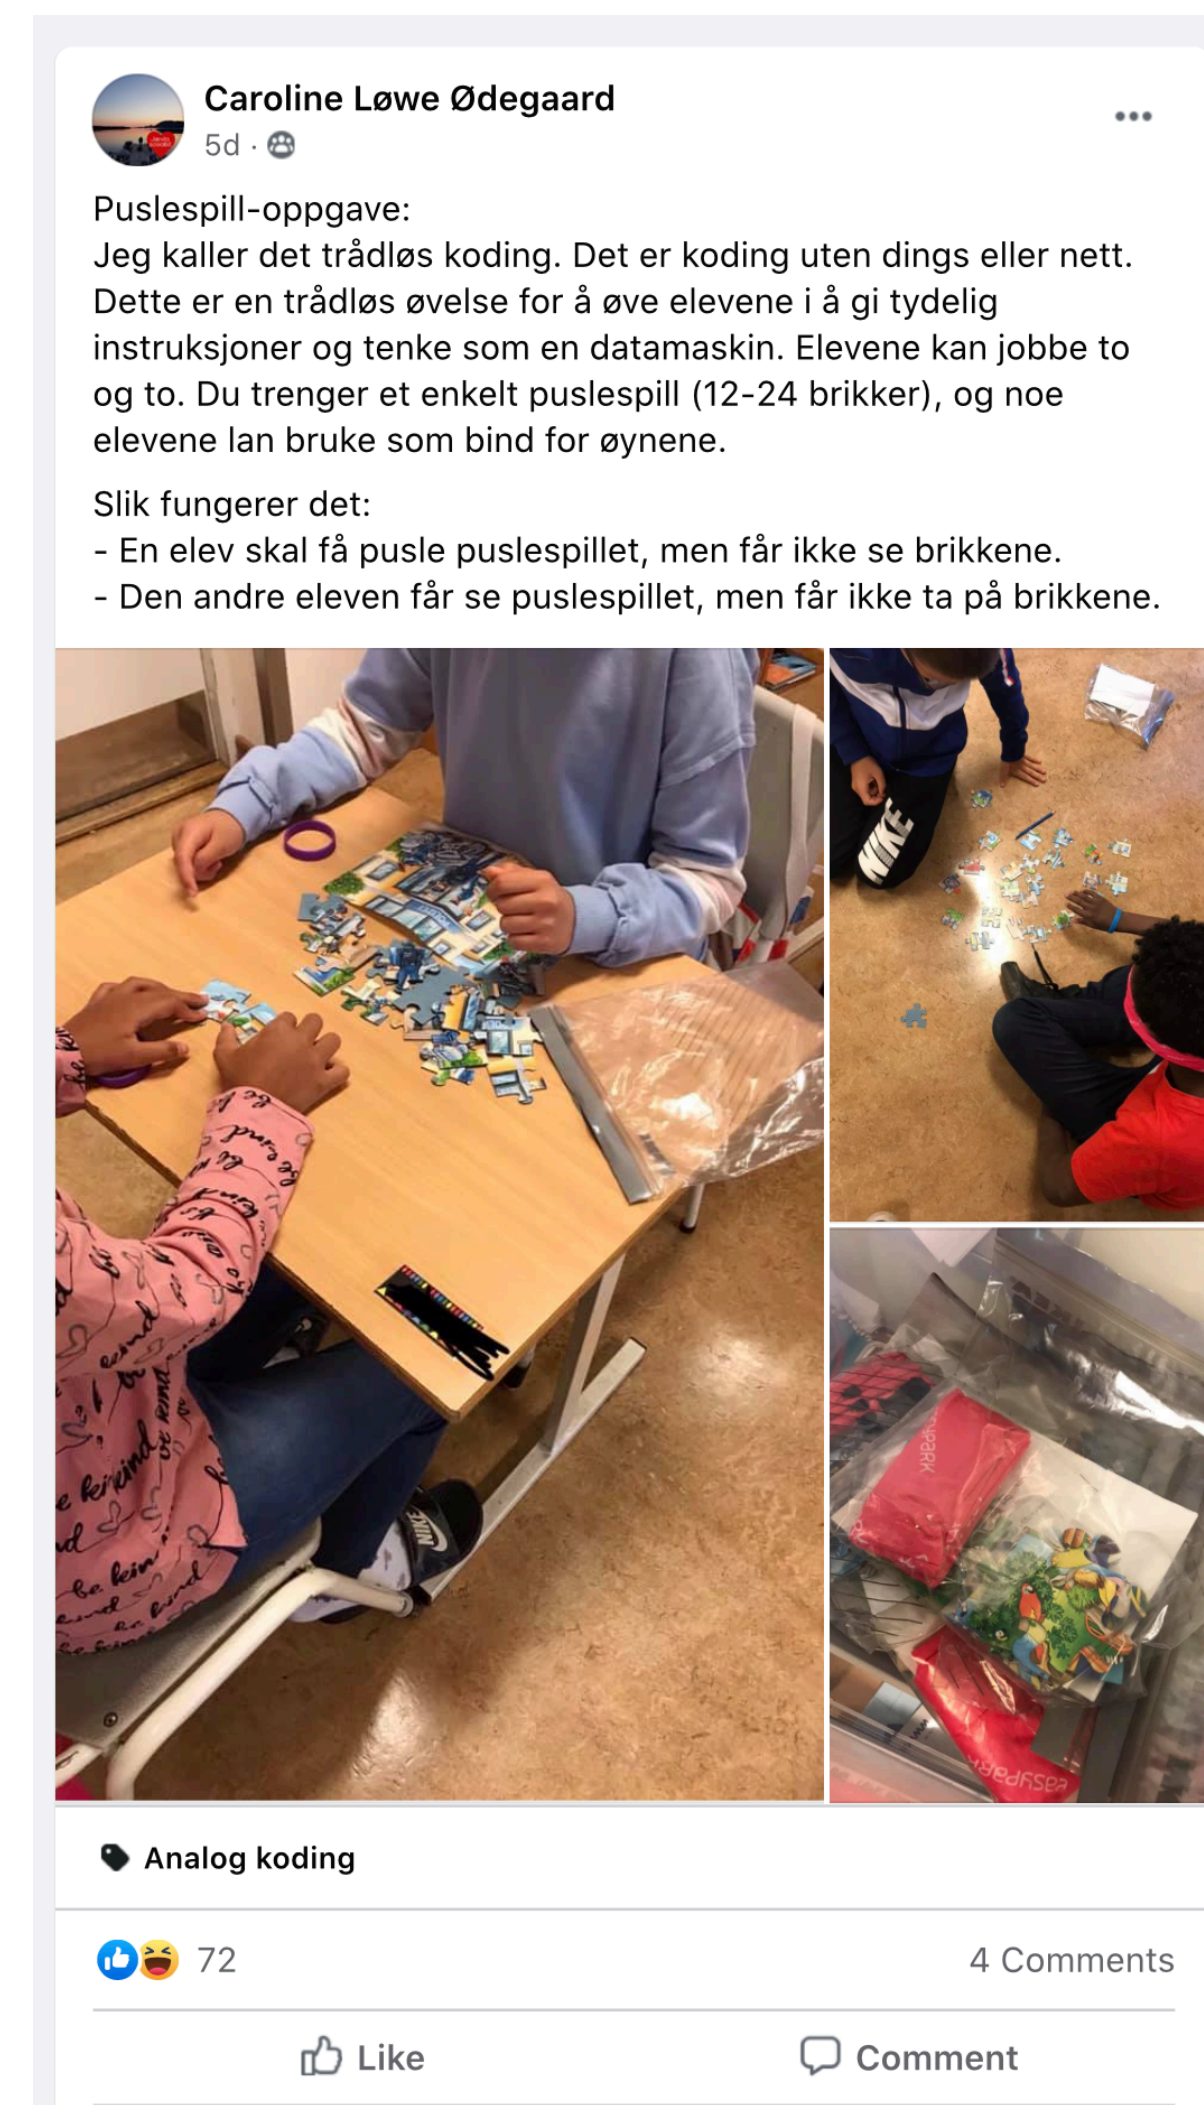 Caroline Løwe Ødegaard
5d ·
Puslespill-oppgave:
Jeg kaller det trådløs koding. Det er koding uten dings eller nett.
Dette er en trådløs øvelse for å øve elevene i å gi tydelig
instruksjoner og tenke som en datamaskin. Elevene kan jobbe to
og to. Du trenger et enkelt puslespill (12-24 brikker), og noe
elevene lan bruke som bind for øynene.
Slik fungerer det:
- En elev skal få pusle puslespillet, men får ikke se brikkene.
- Den andre eleven får se puslespillet, men får ikke ta på brikkene.
NIKE
be kind
NIKE
easyPARK
Analog koding
72
4 Comments
Like
Comment